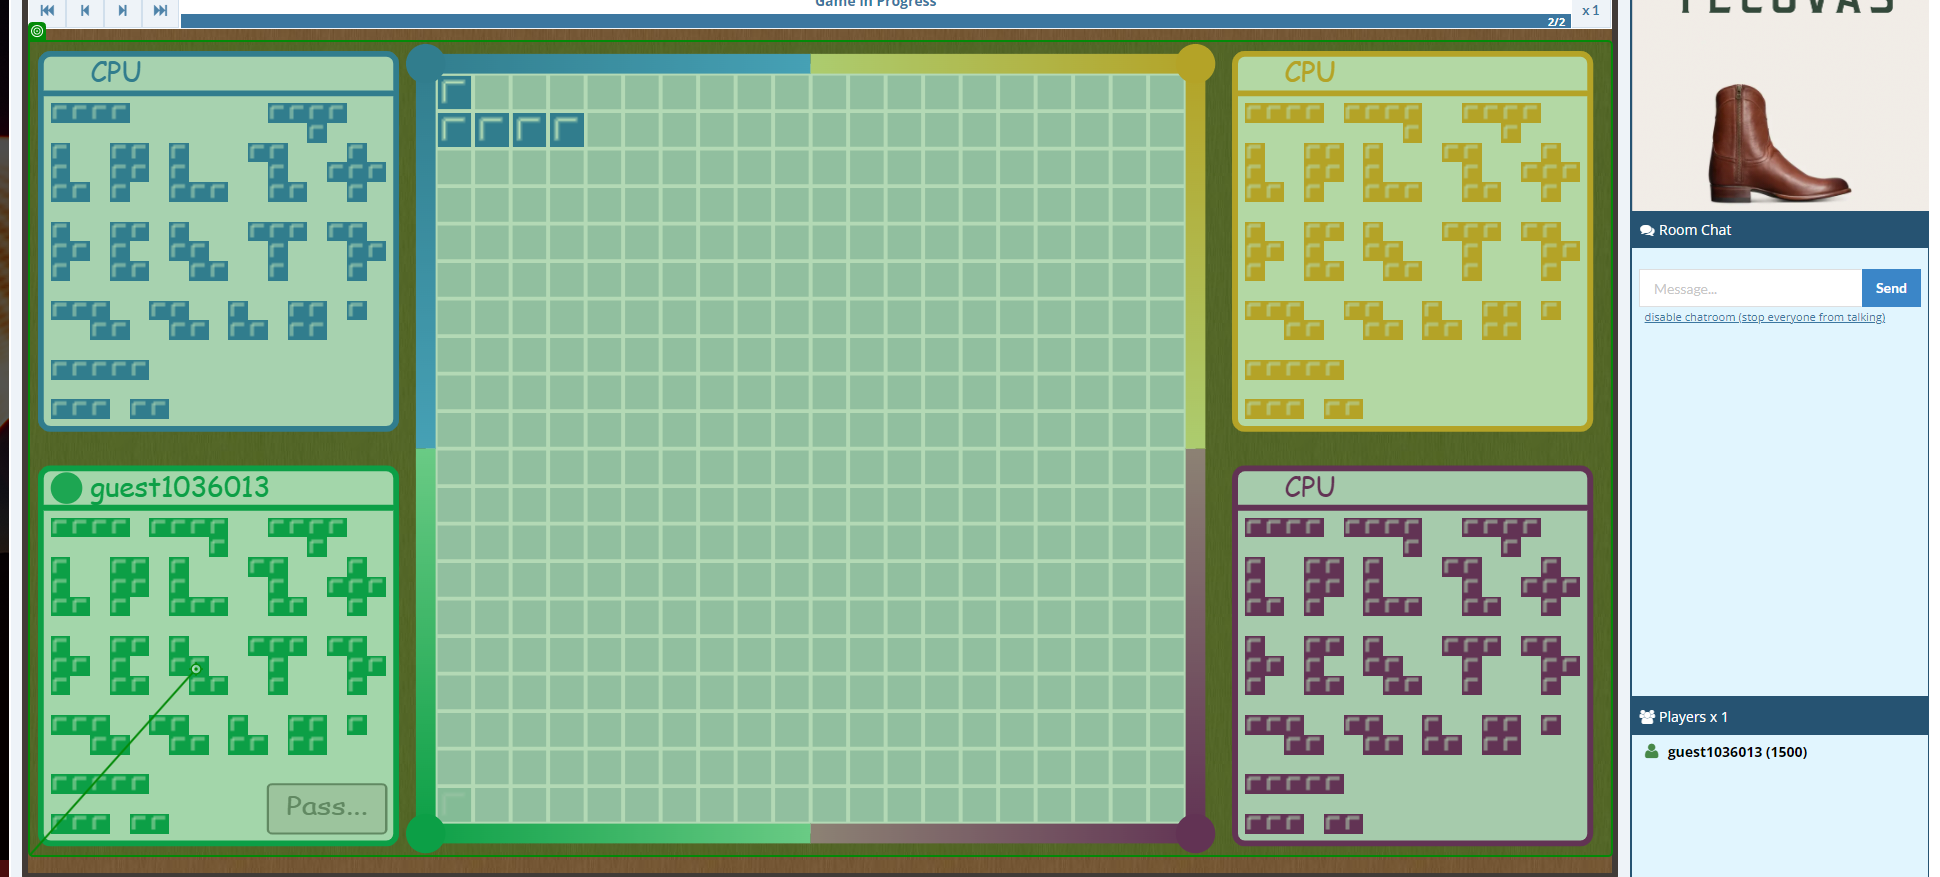 Game in Progress
x 1
2/2
CPU
CPU
guest1036013
CPU
Pass...
TECOVAS
Room Chat
Message...
Send
disable chatroom (stop everyone from talking)
Players x 1
guest1036013 (1500)